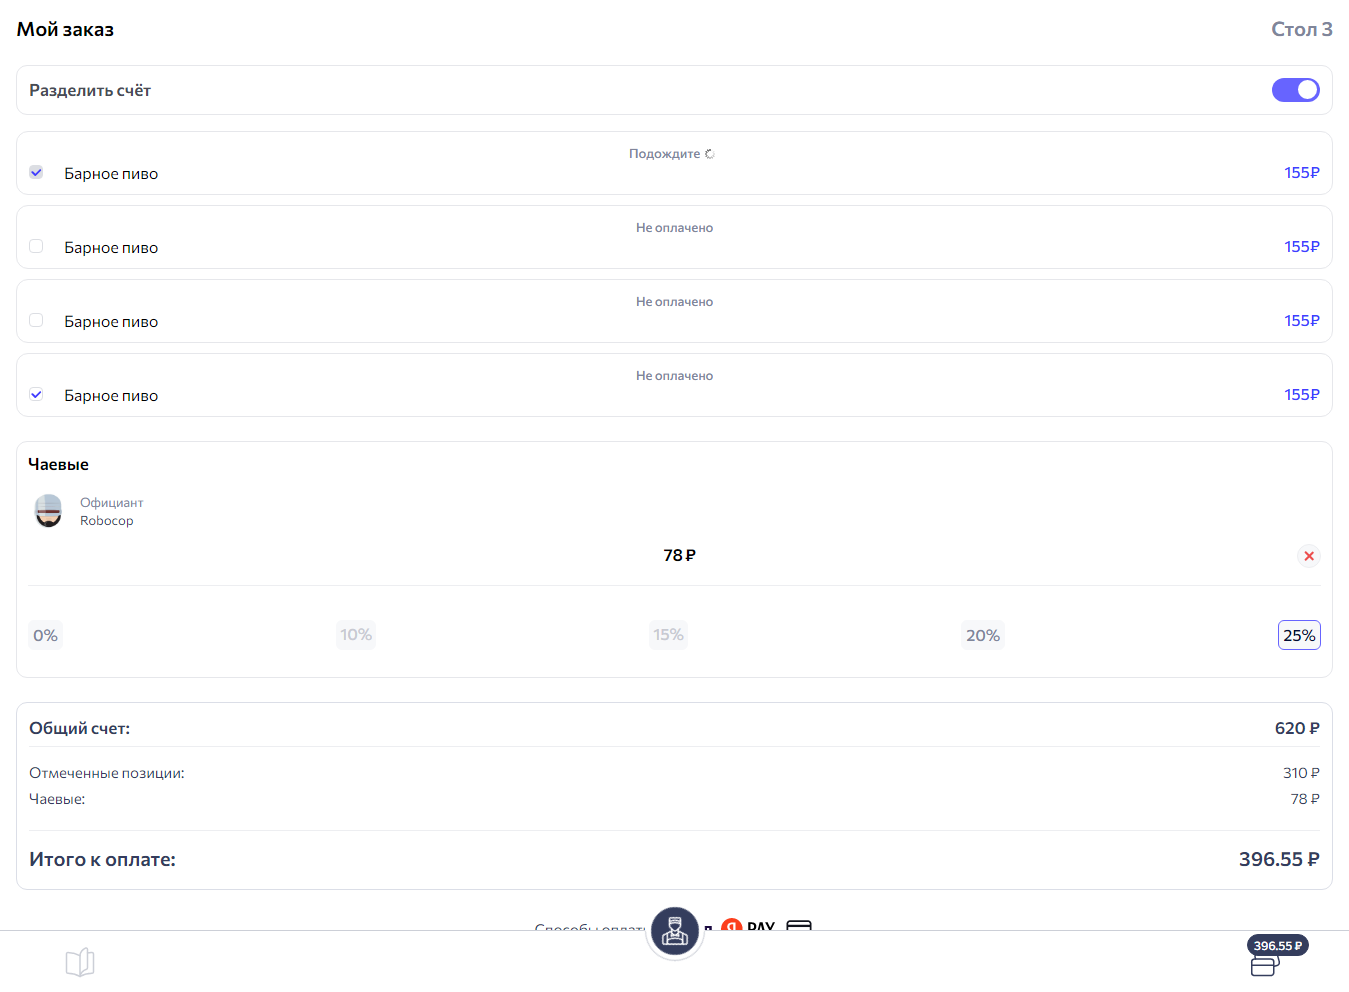 Мой заказ
Стол 3
Разделить счёт
Подождите
Барное пиво
155₽
Не оплачено
Барное пиво
155₽
Не оплачено
Барное пиво
155₽
Не оплачено
Барное пиво
155₽
Чаевые
Официант
Robocop
78 ₽
0%
10%
15%
20%
25%
Общий счет:
620 ₽
Отмеченные позиции:
310 ₽
Чаевые:
78 ₽
Итого к оплате:
396.55 ₽
Способы
Я PAY
396.55 ₽